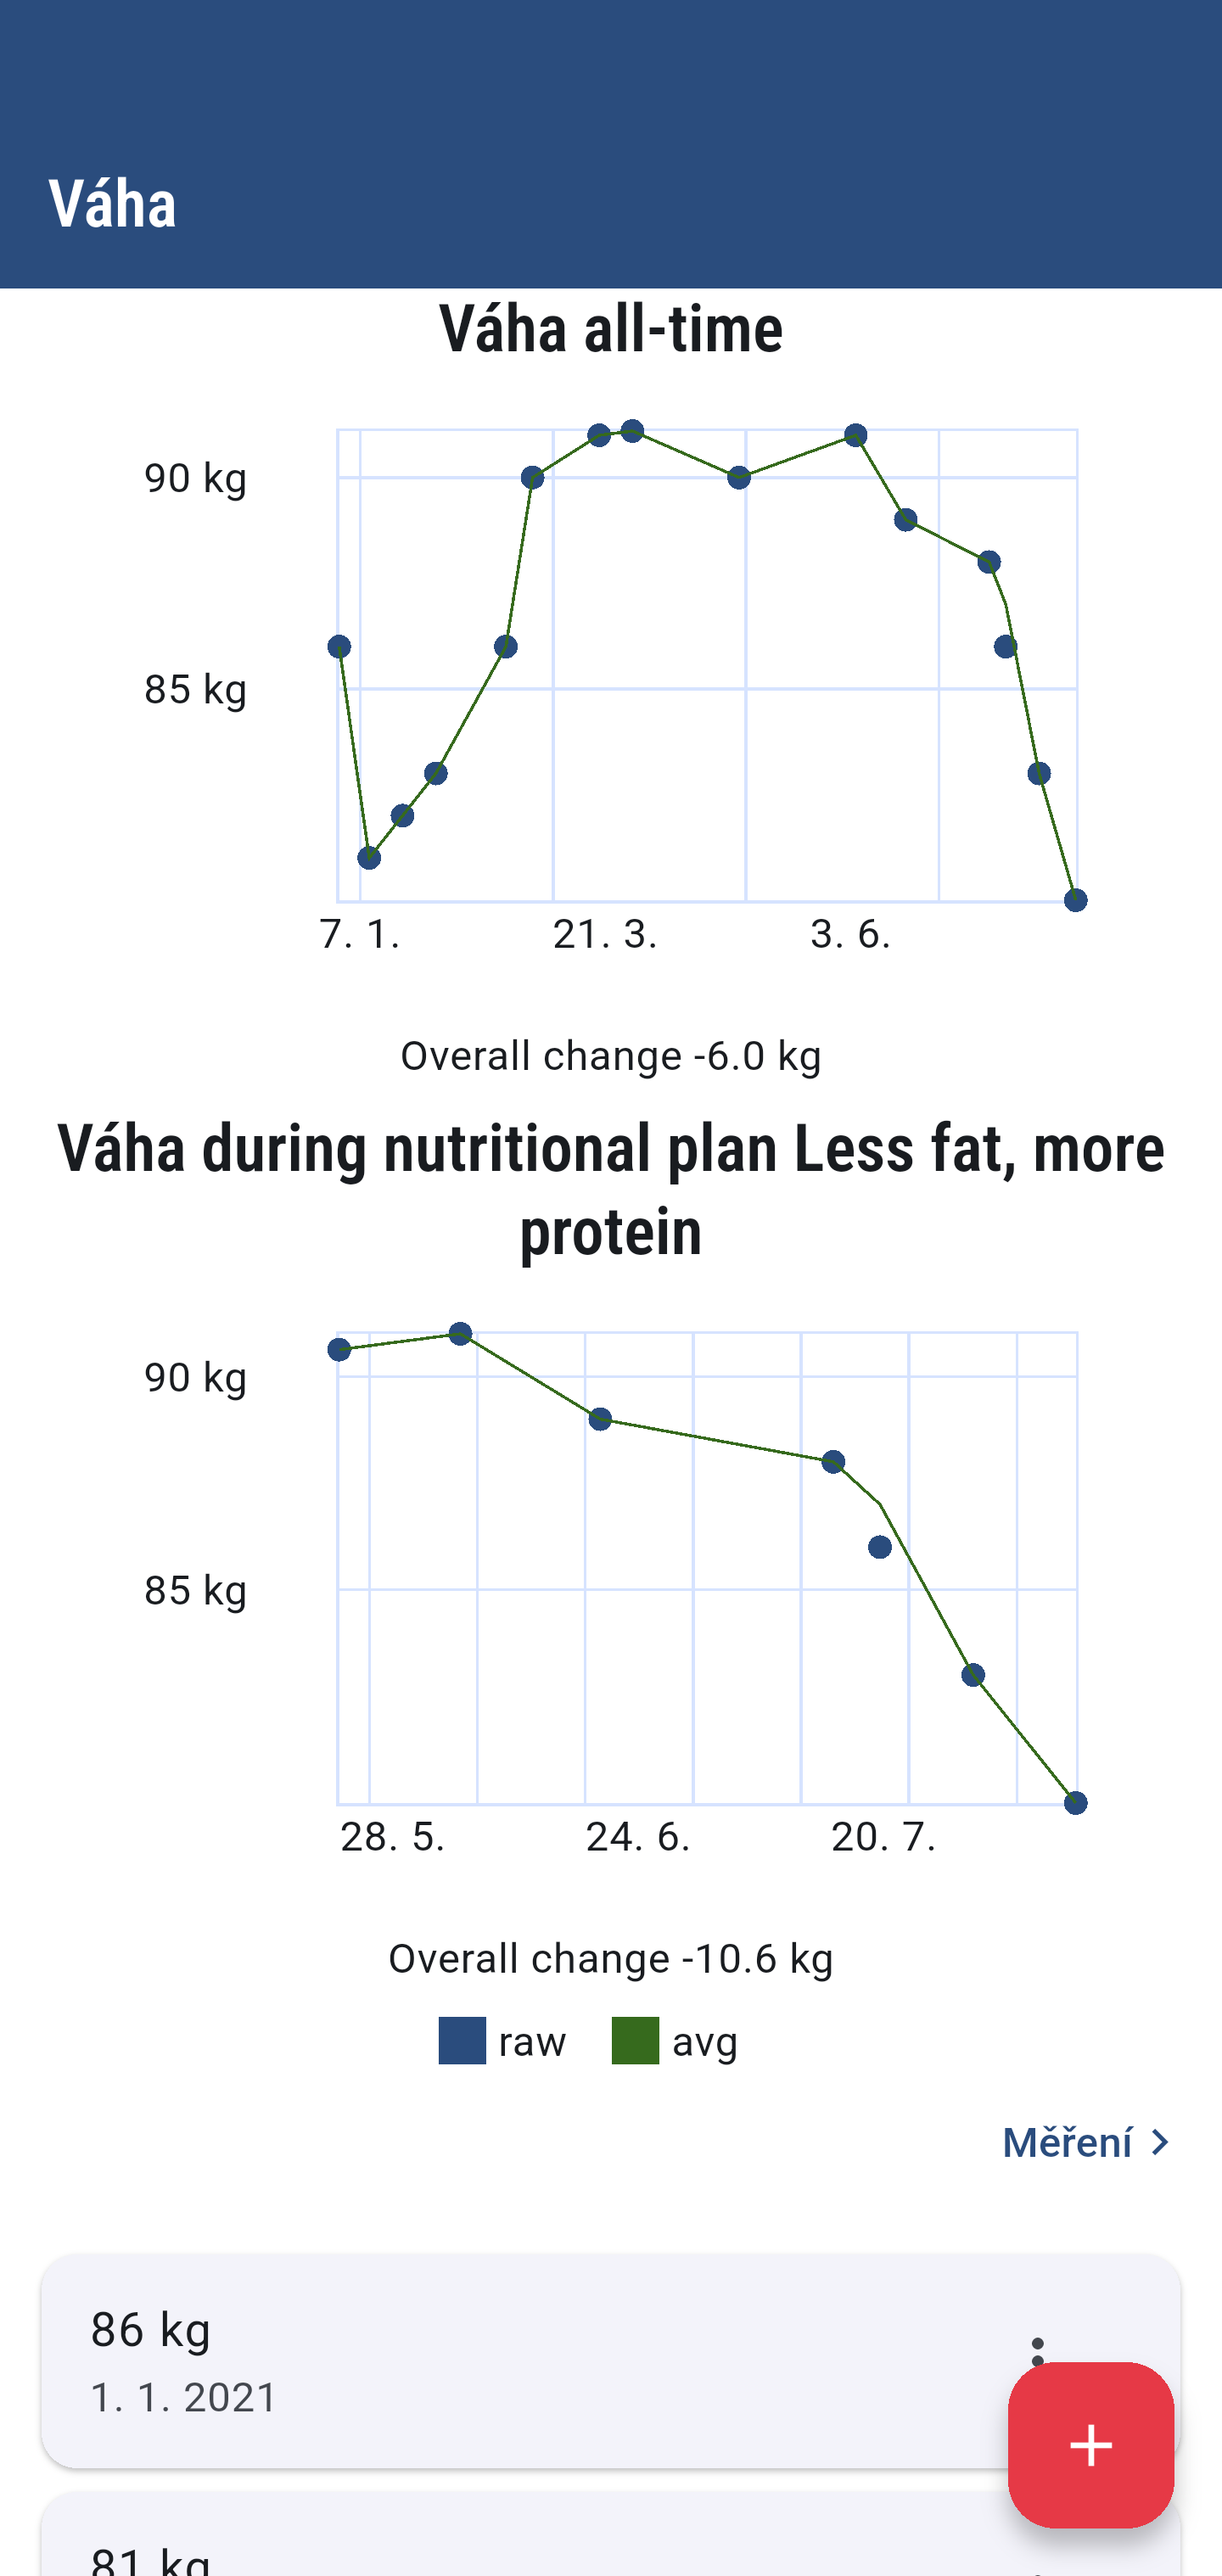 Váha
Váha all-time
90 kg
85 kg
7. 1.
21. 3.
3. 6.
Overall change -6.0 kg
Váha during nutritional plan Less fat, more
protein
90 kg
85 kg
28. 5.
24. 6.
20. 7.
Overall change -10.6 kg
raw
avg
Měření
86 kg
1. 1. 2021
81 kg